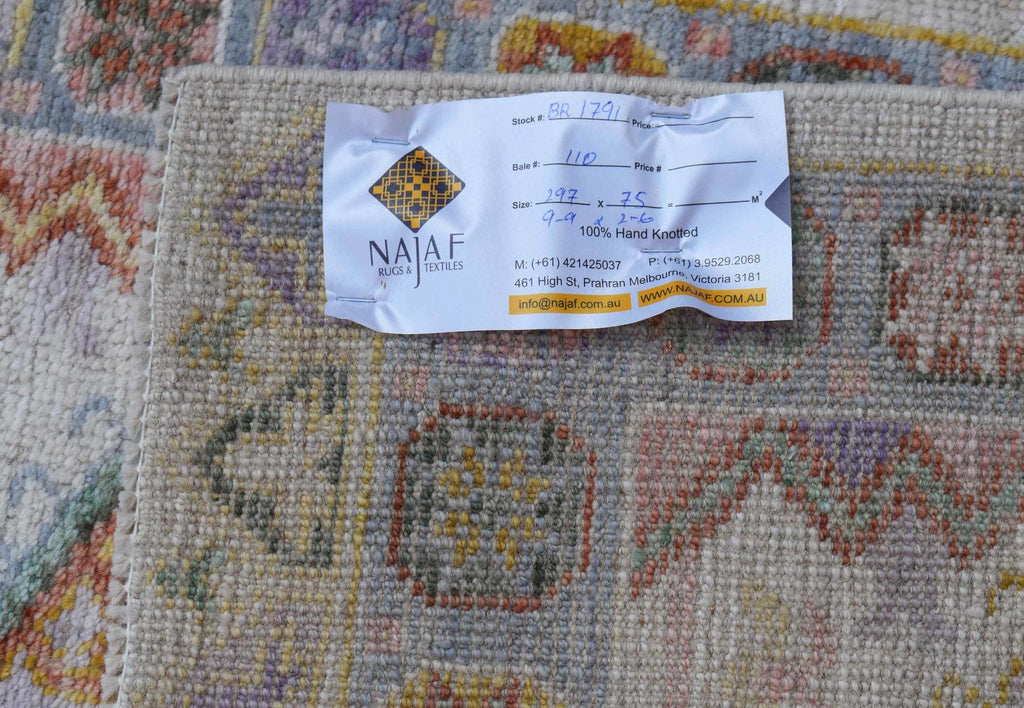 NAJAF
RUGS & TEXTILES
Stock #: BR 1791 Price:
Bale #: 110 Price #
Size: 297 x 75 = M²
9-9 x 2-6
100% Hand Knotted
M: (+61) 421425037 P: (+61) 3.9529.2068
461 High St, Prahran Melbourne, Victoria 3181
info@najaf.com.au WWW.NAJAF.COM.AU